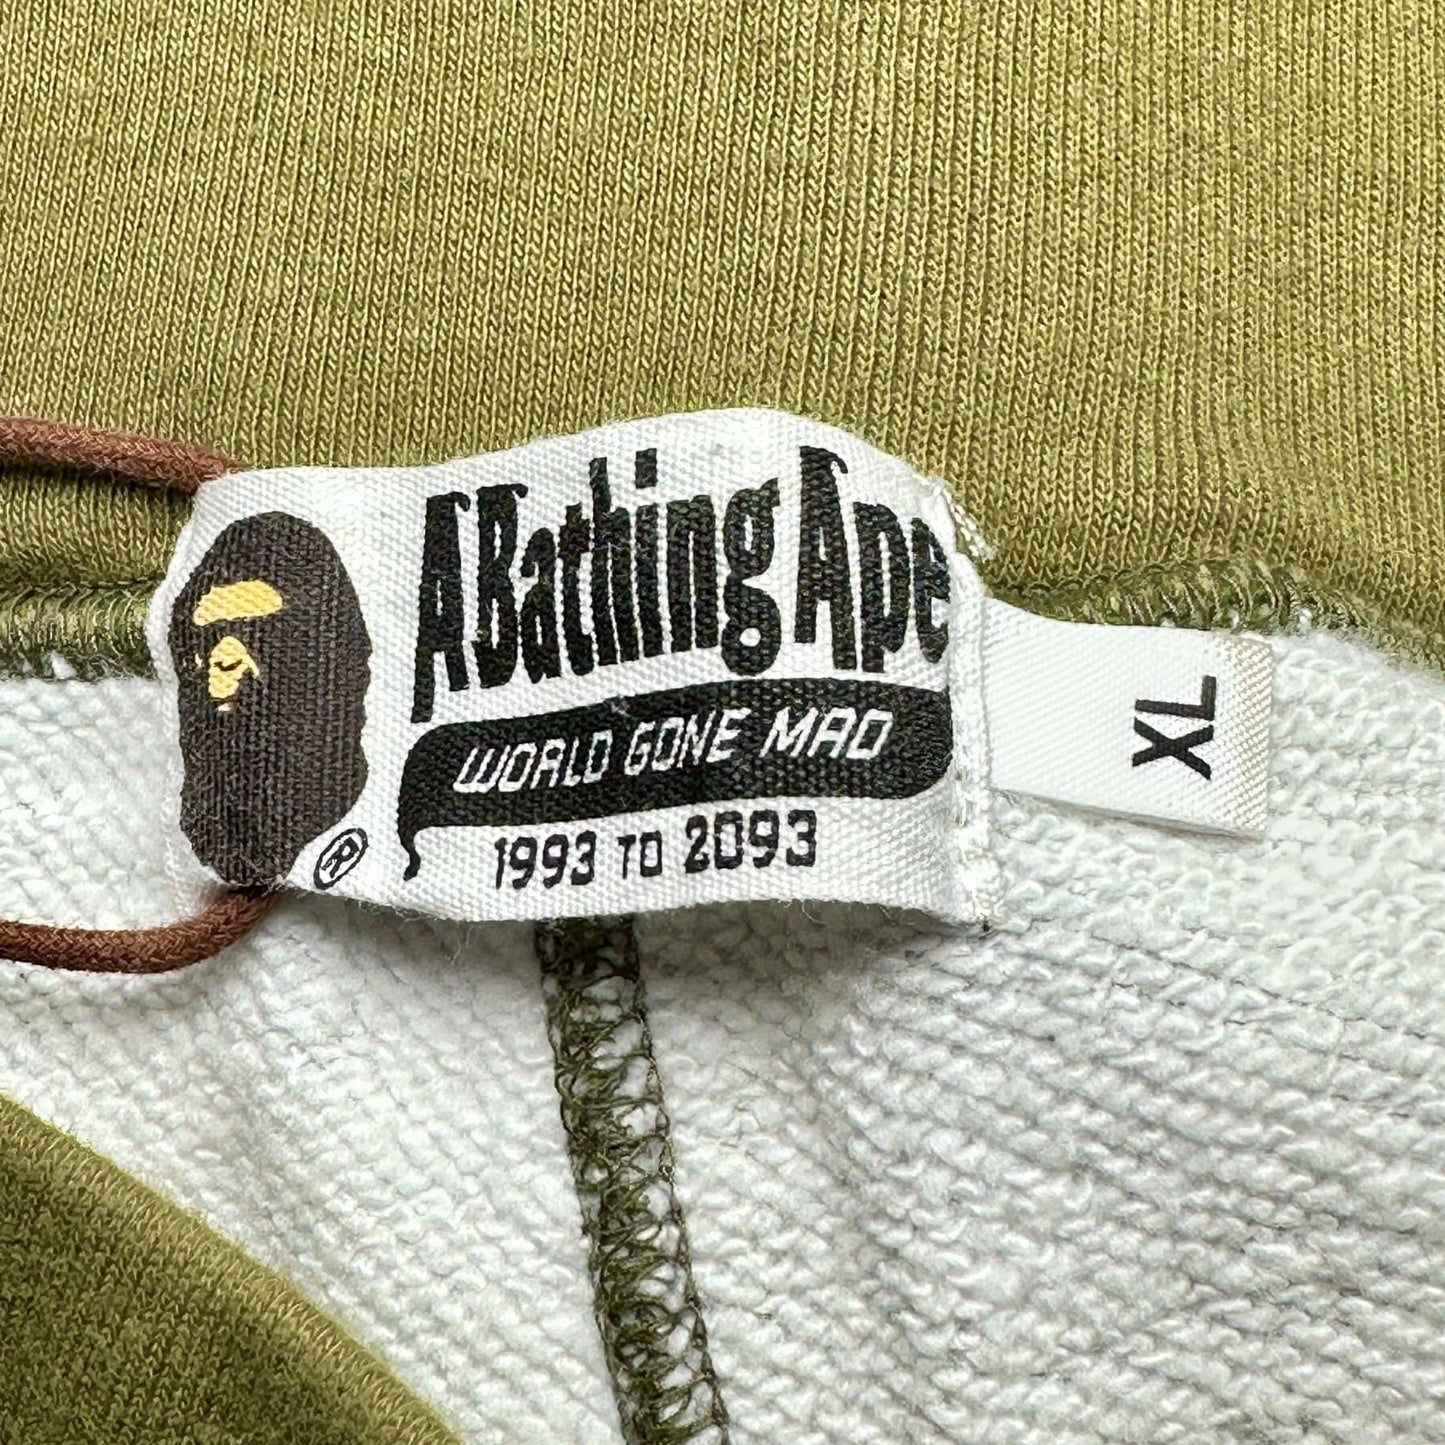 A Bathing Ape
WORLD GONE MAD
1993 TO 2093
®
XL